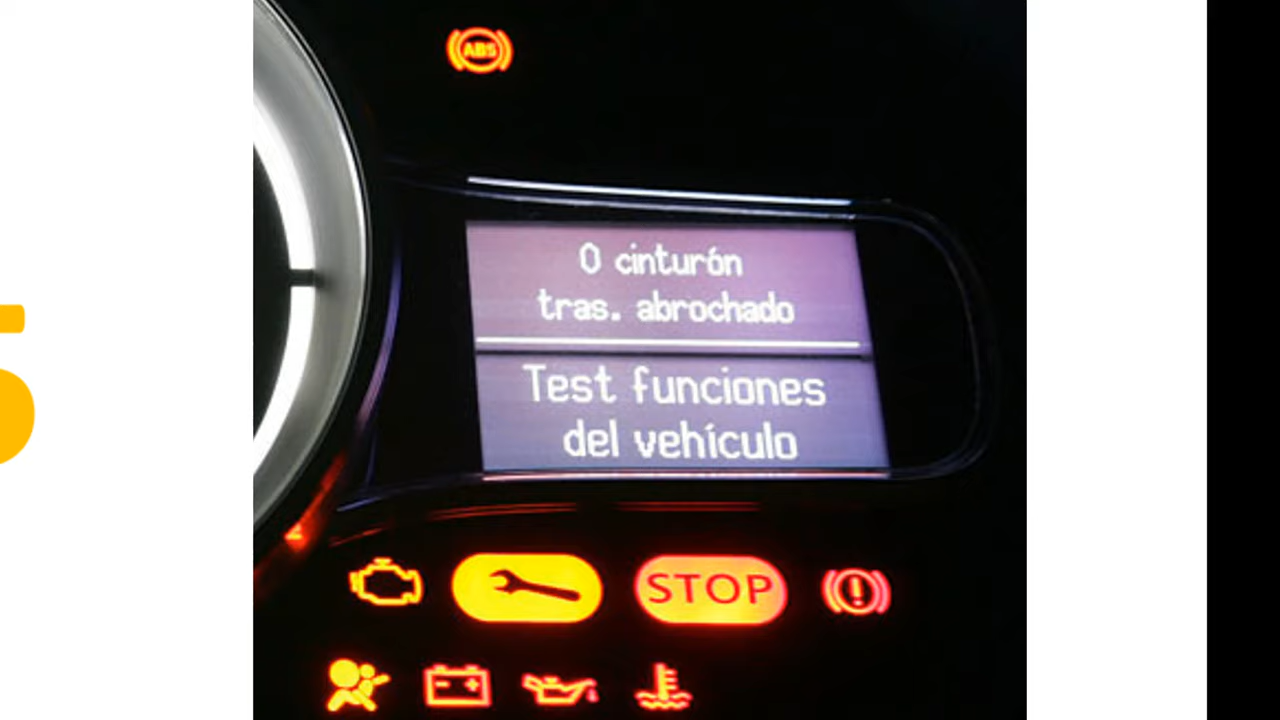 ABS
0 cinturón
tras. abrochado
Test funciones
del vehículo
STOP